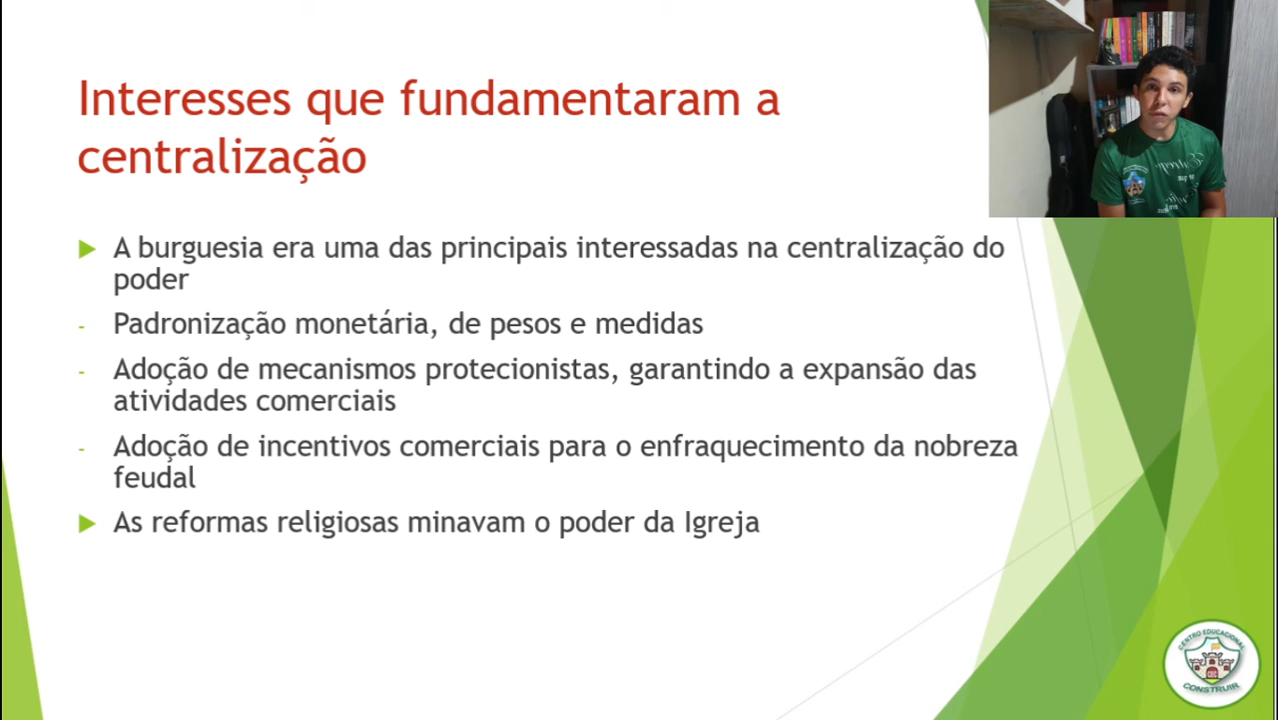 Interesses que fundamentaram a
centralização
A burguesia era uma das principais interessadas na centralização do
poder
- Padronização monetária, de pesos e medidas
- Adoção de mecanismos protecionistas, garantindo a expansão das
atividades comerciais
- Adoção de incentivos comerciais para o enfraquecimento da nobreza
feudal
As reformas religiosas minavam o poder da Igreja
CENTRO EDUCACIONAL
CEC
CONSTRUIR